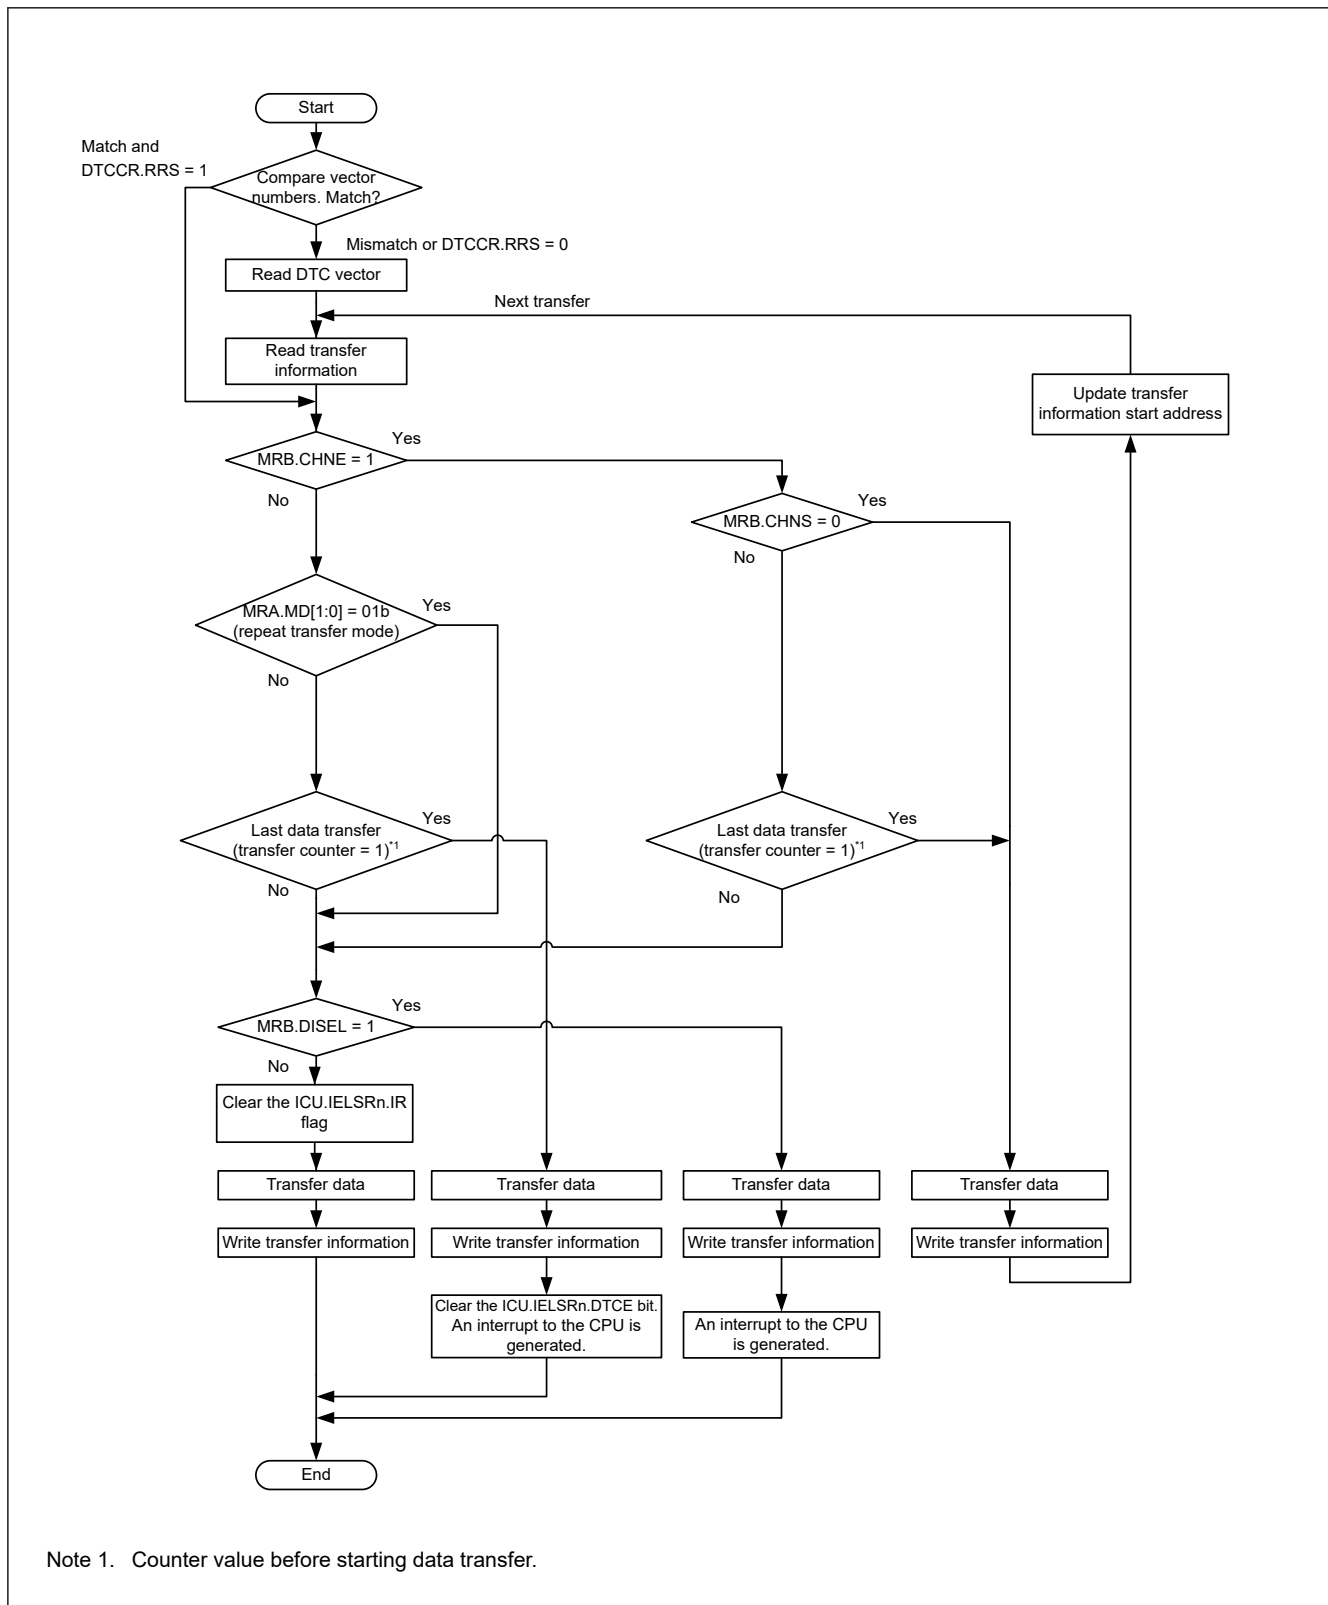 Start
Match and
DTCCR.RRS = 1
Compare vector
numbers. Match?
Mismatch or DTCCR.RRS = 0
Read DTC vector
Next transfer
Read transfer
information
Update transfer
information start address
Yes
MRB.CHNE = 1
No
Yes
MRB.CHNS = 0
No
MRA.MD[1:0] = 01b
(repeat transfer mode)
Yes
No
Last data transfer
(transfer counter = 1)*1
Yes
No
Last data transfer
(transfer counter = 1)*1
Yes
No
Yes
MRB.DISEL = 1
No
Clear the ICU.IELSRn.IR
flag
Transfer data
Transfer data
Transfer data
Transfer data
Write transfer information
Write transfer information
Write transfer information
Write transfer information
Clear the ICU.IELSRn.DTCE bit.
An interrupt to the CPU is
generated.
An interrupt to the CPU
is generated.
End
Note 1. Counter value before starting data transfer.